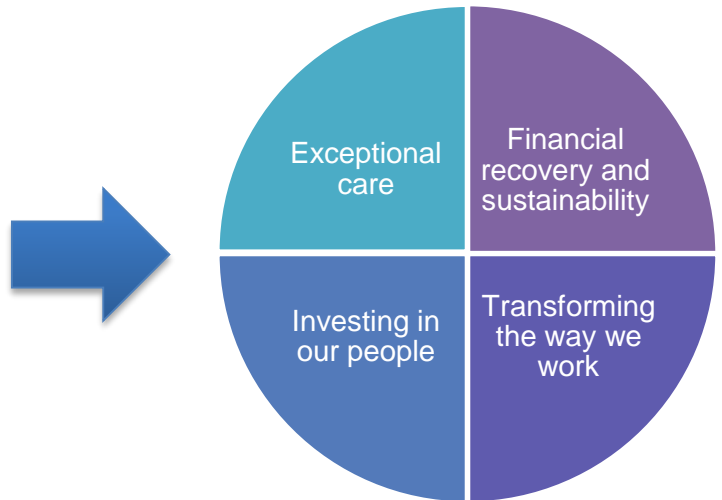 Exceptional
care
Financial
recovery and
sustainability
Investing in
our people
Transforming
the way we
work